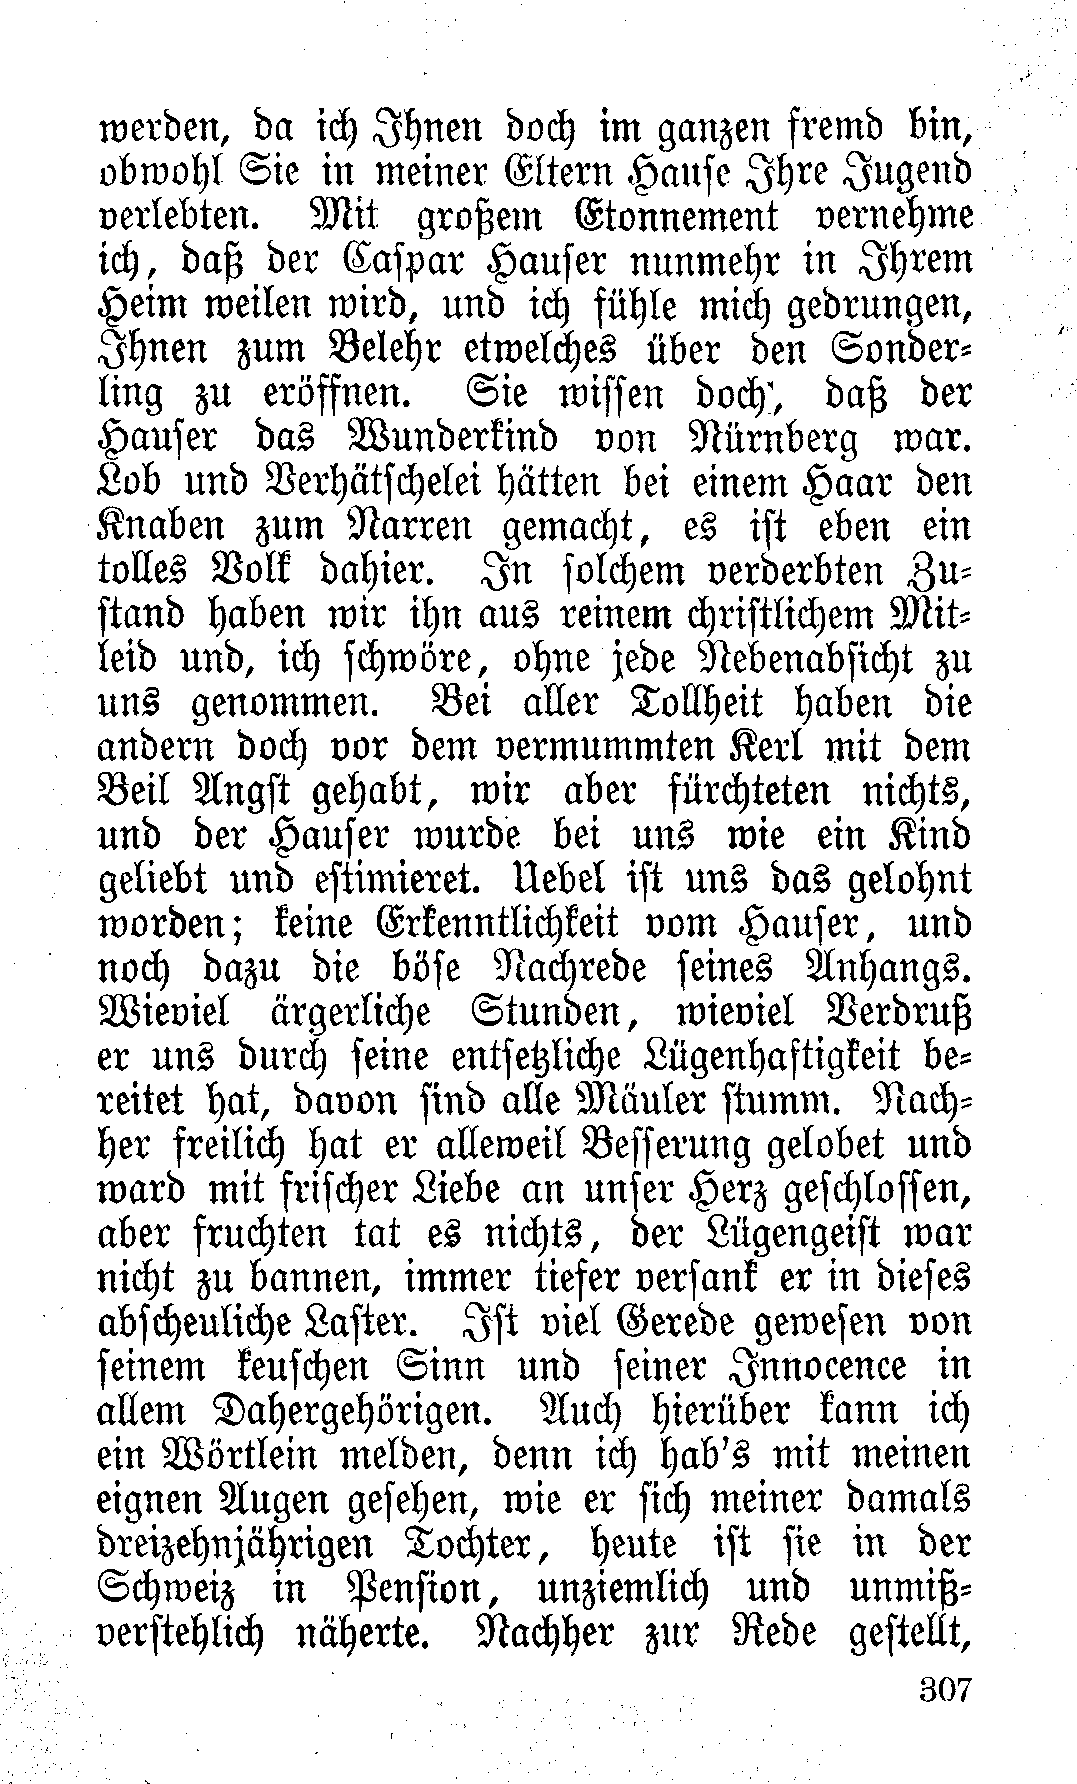 werden, da ich Ihnen doch im ganzen fremd bin,
obwohl Sie in meiner Eltern Hause Ihre Jugend
verlebten. Mit großem Etonnement vernehme
ich, daß der Caspar Hauser nunmehr in Ihrem
Heim weilen wird, und ich fühle mich gedrungen,
Ihnen zum Belehr etwelches über den Sonder-
ling zu eröffnen. Sie wissen doch, daß der
Hauser das Wunderkind von Nürnberg war.
Lob und Verhätschelei hätten bei einem Haar den
Knaben zum Narren gemacht, es ist eben ein
tolles Volk dahier. In solchem verderbten Zu-
stand haben wir ihn aus reinem christlichem Mit-
leid und, ich schwöre, ohne jede Nebenabsicht zu
uns genommen. Bei aller Tollheit haben die
andern doch vor dem vermummten Kerl mit dem
Beil Angst gehabt, wir aber fürchteten nichts,
und der Hauser wurde bei uns wie ein Kind
geliebt und estimieret. Uebel ist uns das gelohnt
worden; keine Erkenntlichkeit vom Hauser, und
noch dazu die böse Nachrede seines Anhangs.
Wieviel ärgerliche Stunden, wieviel Verdruß
er uns durch seine entsetzliche Lügenhaftigkeit be-
reitet hat, davon sind alle Mäuler stumm. Nach-
her freilich hat er alleweil Besserung gelobet und
ward mit frischer Liebe an unser Herz geschlossen,
aber fruchten tat es nichts, der Lügengeist war
nicht zu bannen, immer tiefer versank er in dieses
abscheuliche Laster. Ist viel Gerede gewesen von
seinem keuschen Sinn und seiner Innocence in
allem Dahergehörigen. Auch hierüber kann ich
ein Wörtlein melden, denn ich hab's mit meinen
eignen Augen gesehen, wie er sich meiner damals
dreizehnjährigen Tochter, heute ist sie in der
Schweiz in Pension, unziemlich und unmiß-
verstehlich näherte. Nachher zur Rede gestellt,
307